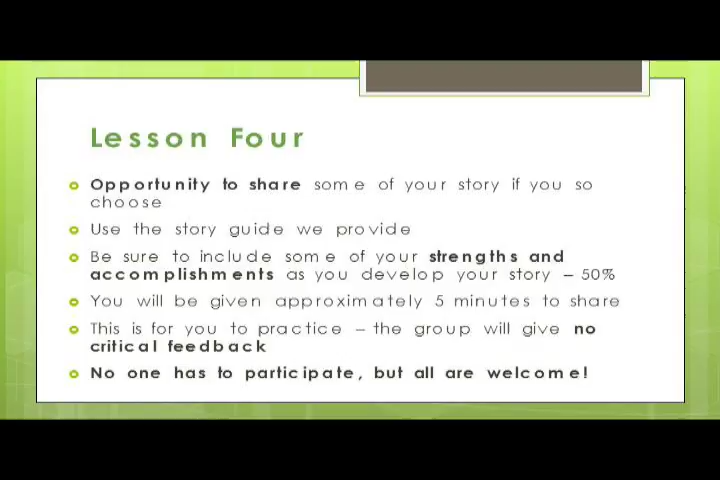 Lesson Four
Opportunity to share some of your story if you so
choose
Use the story guide we provide
Be sure to include some of your strengths and
accomplishments as you develop your story – 50%
You will be given approximately 5 minutes to share
This is for you to practice – the group will give no
critical feedback
No one has to participate, but all are welcome!